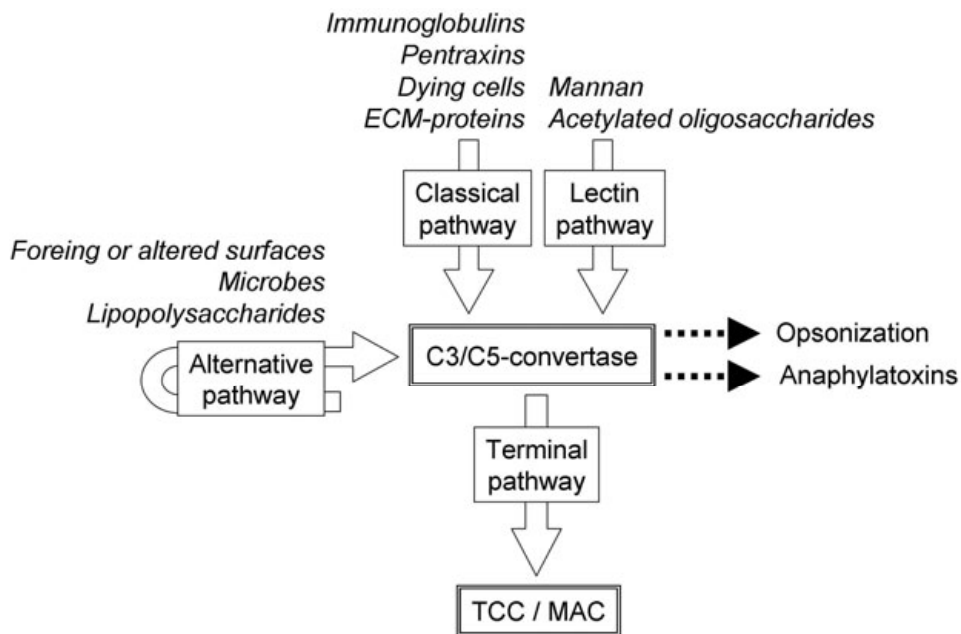 Immunoglobulins
Pentraxins
Dying cells
ECM-proteins
Mannan
Acetylated oligosaccharides
Classical
pathway
Lectin
pathway
Foreing or altered surfaces
Microbes
Lipopolysaccharides
Alternative
pathway
C3/C5-convertase
Opsonization
Anaphylatoxins
Terminal
pathway
TCC / MAC